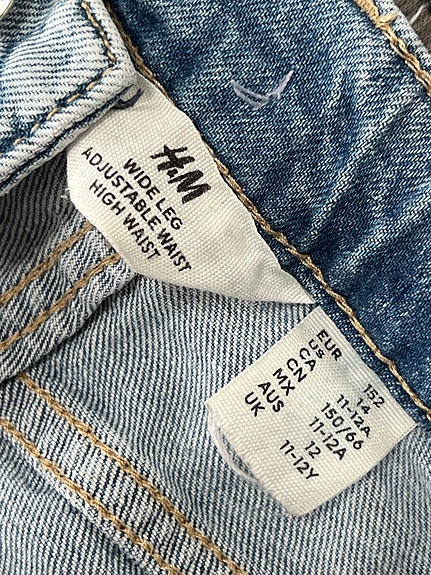 H&M
WIDE LEG
ADJUSTABLE WAIST
HIGH WAIST
EUR 152
US 14
CA 11-12A
CN 150/66
MX 11-12A
AUS 12
UK 11-12Y